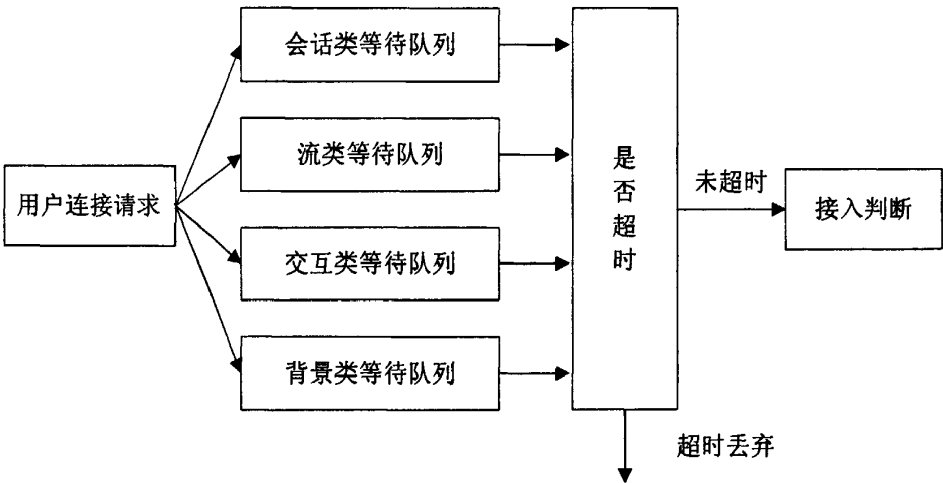 会话类等待队列
流类等待队列
用户连接请求
交互类等待队列
背景类等待队列
是否超时
未超时
接入判断
超时丢弃